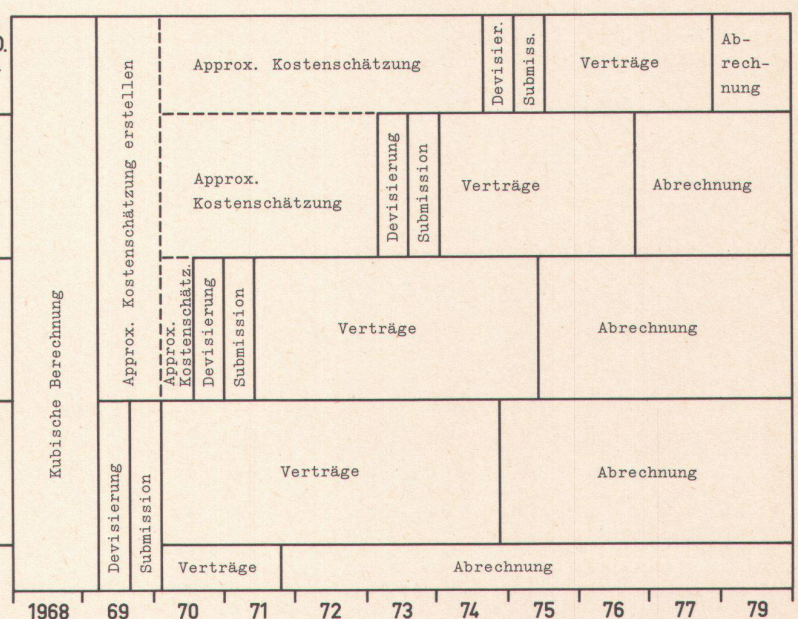 Kubische Berechnung
Approx. Kostenschätzung erstellen
Approx. Kostenschätzung
Devisier.
Submiss.
Verträge
Ab-
rech-
nung
Approx.
Kostenschätzung
Devisierung
Submission
Verträge
Abrechnung
Approx.
Kostenschätz.
Devisierung
Submission
Verträge
Abrechnung
Devisierung
Submission
Verträge
Abrechnung
Verträge
Abrechnung
1968 69 70 71 72 73 74 75 76 77 79